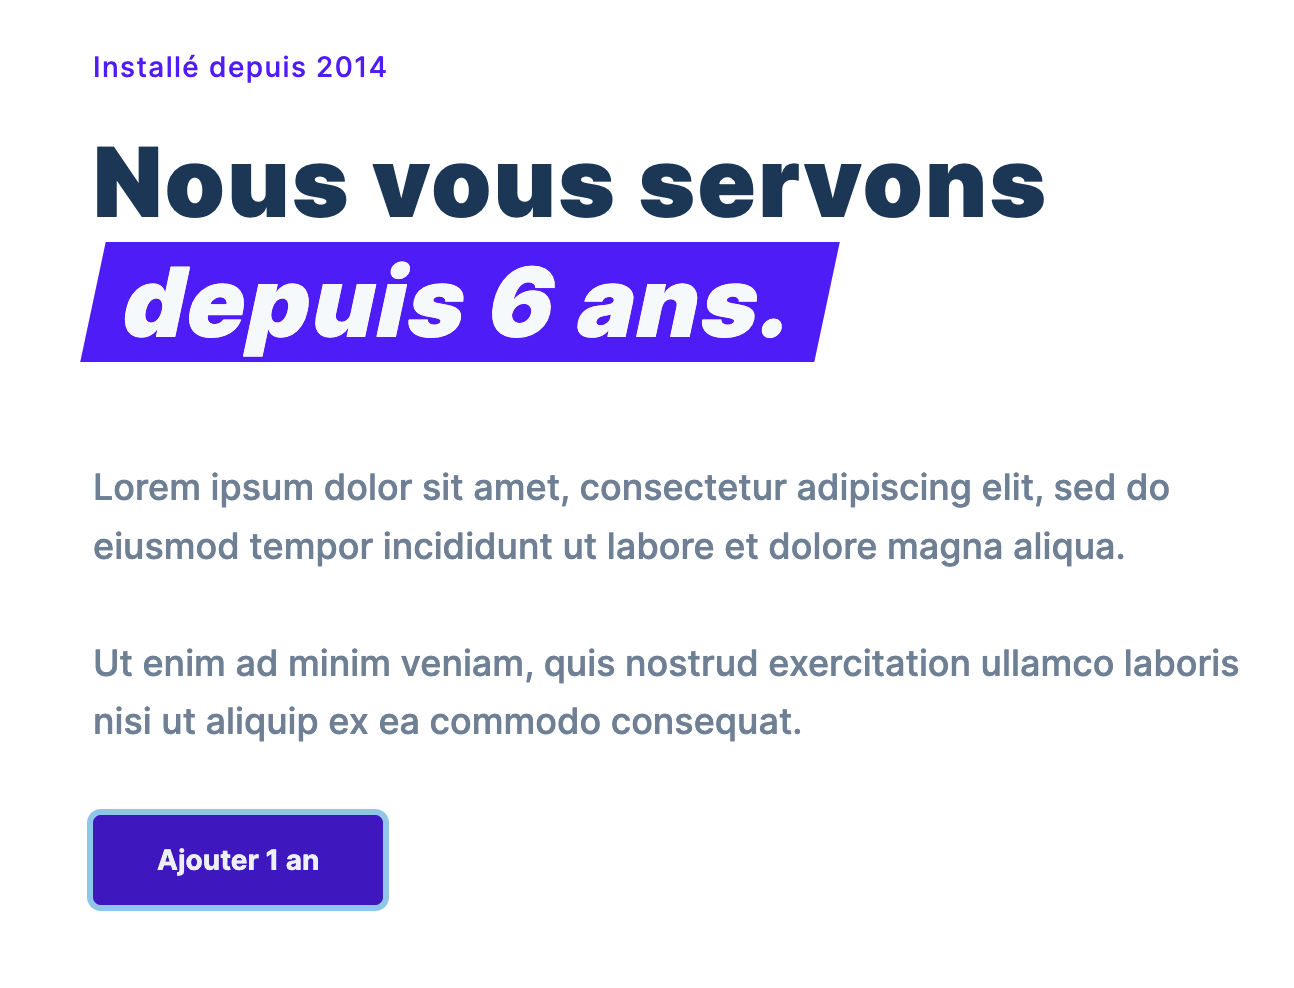 Installé depuis 2014
Nous vous servons
depuis 6 ans.
Lorem ipsum dolor sit amet, consectetur adipiscing elit, sed do
eiusmod tempor incididunt ut labore et dolore magna aliqua.
Ut enim ad minim veniam, quis nostrud exercitation ullamco laboris
nisi ut aliquip ex ea commodo consequat.
Ajouter 1 an